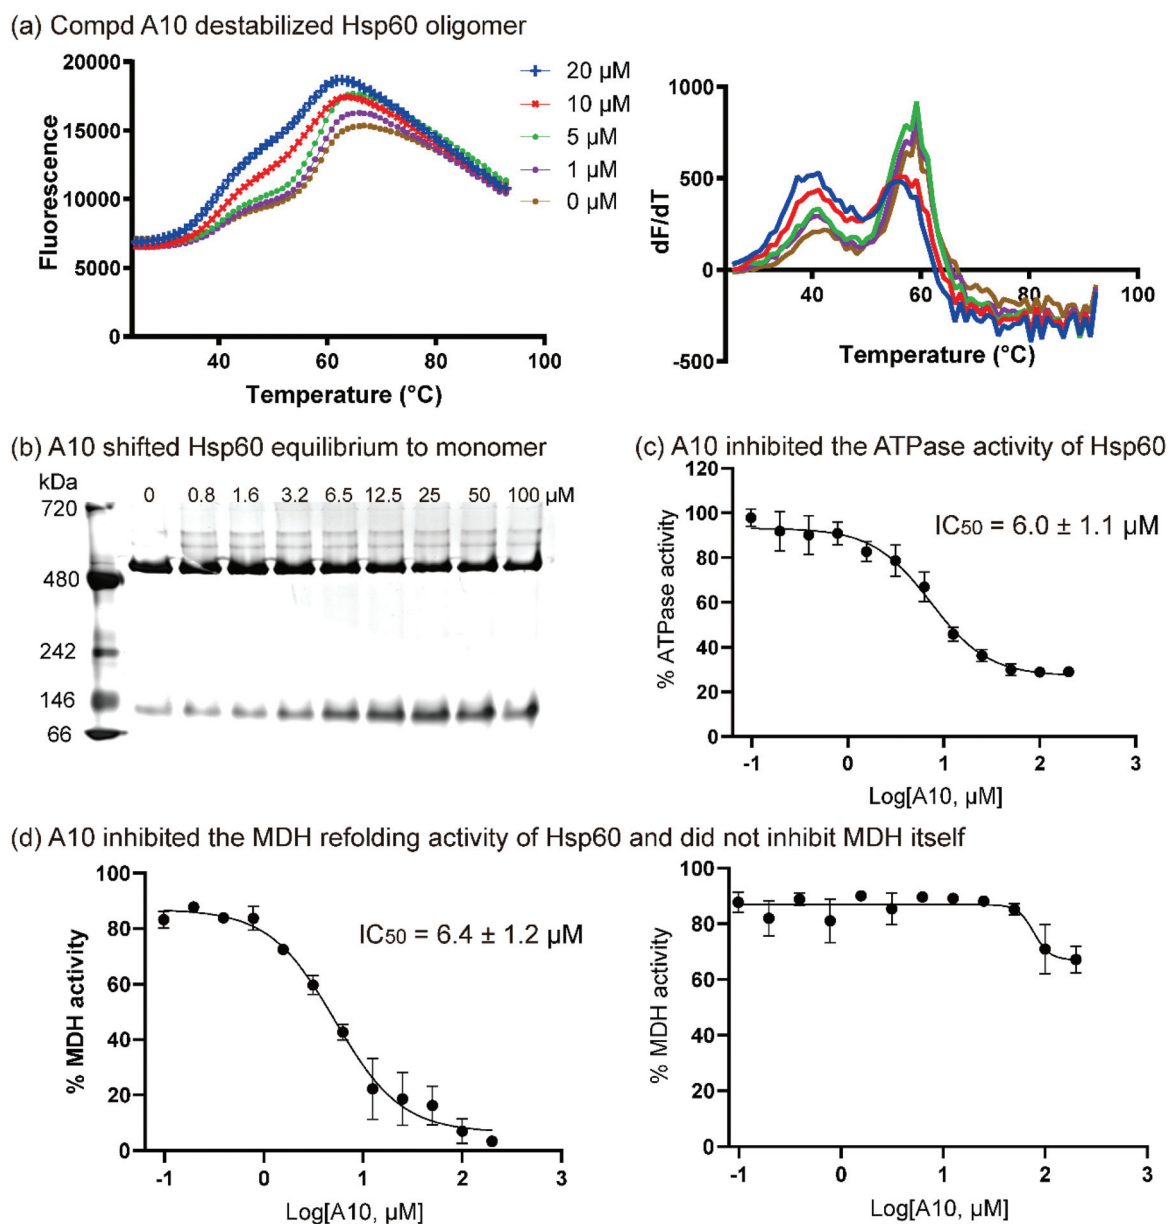 (a) Compd A10 destabilized Hsp60 oligomer
20000
15000
10000
5000
0
Fluorescence
40 60 80 100
Temperature (°C)
20 µM
10 µM
5 µM
1 µM
0 µM
1000
500
0
-500
dF/dT
40 60 80 100
Temperature (°C)
(b) A10 shifted Hsp60 equilibrium to monomer
kDa
0 0.8 1.6 3.2 6.5 12.5 25 50 100 µM
720
480
242
146
66
(c) A10 inhibited the ATPase activity of Hsp60
120
100
80
60
40
20
0
% ATPase activity
IC50 = 6.0 ± 1.1 µM
-1 0 1 2 3
Log[A10, µM]
(d) A10 inhibited the MDH refolding activity of Hsp60 and did not inhibit MDH itself
100
80
60
40
20
0
% MDH activity
IC50 = 6.4 ± 1.2 µM
-1 0 1 2 3
Log[A10, µM]
100
80
60
40
20
0
% MDH activity
-1 0 1 2 3
Log[A10, µM]